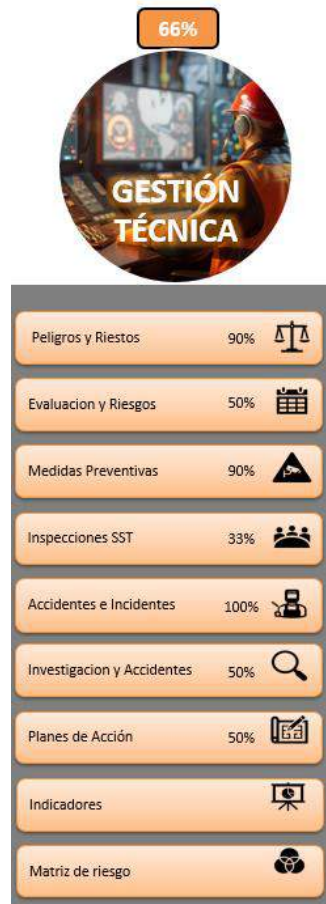 66%
GESTIÓN
TÉCNICA
Peligros y Riestos 90%
Evaluacion y Riesgos 50%
Medidas Preventivas 90%
Inspecciones SST 33%
Accidentes e Incidentes 100%
Investigacion y Accidentes 50%
Planes de Acción 50%
Indicadores
Matriz de riesgo